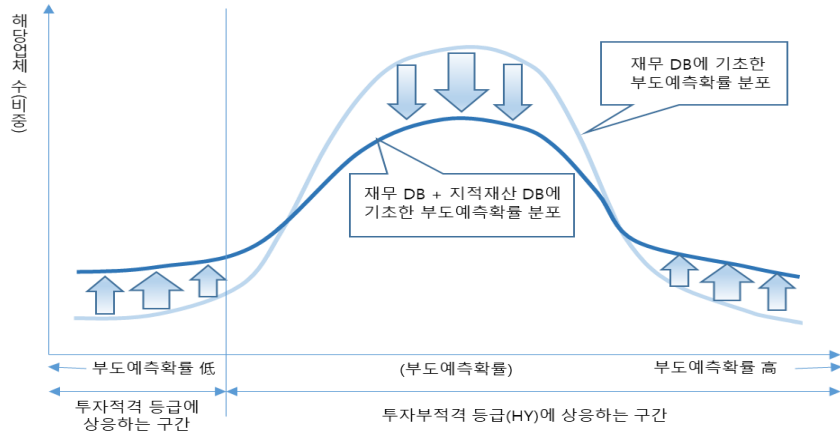 해당업체 수(비중)
재무 DB에 기초한
부도예측확률 분포
재무 DB + 지적재산 DB에
기초한 부도예측확률 분포
부도예측확률 低
(부도예측확률)
부도예측확률 高
투자적격 등급에
상응하는 구간
투자부적격 등급(HY)에 상응하는 구간